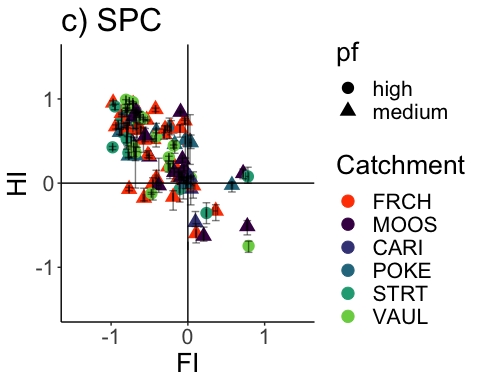 c) SPC
HI
1
0
-1
-1
0
1
FI
pf
high
medium
Catchment
FRCH
MOOS
CARI
POKE
STRT
VAUL